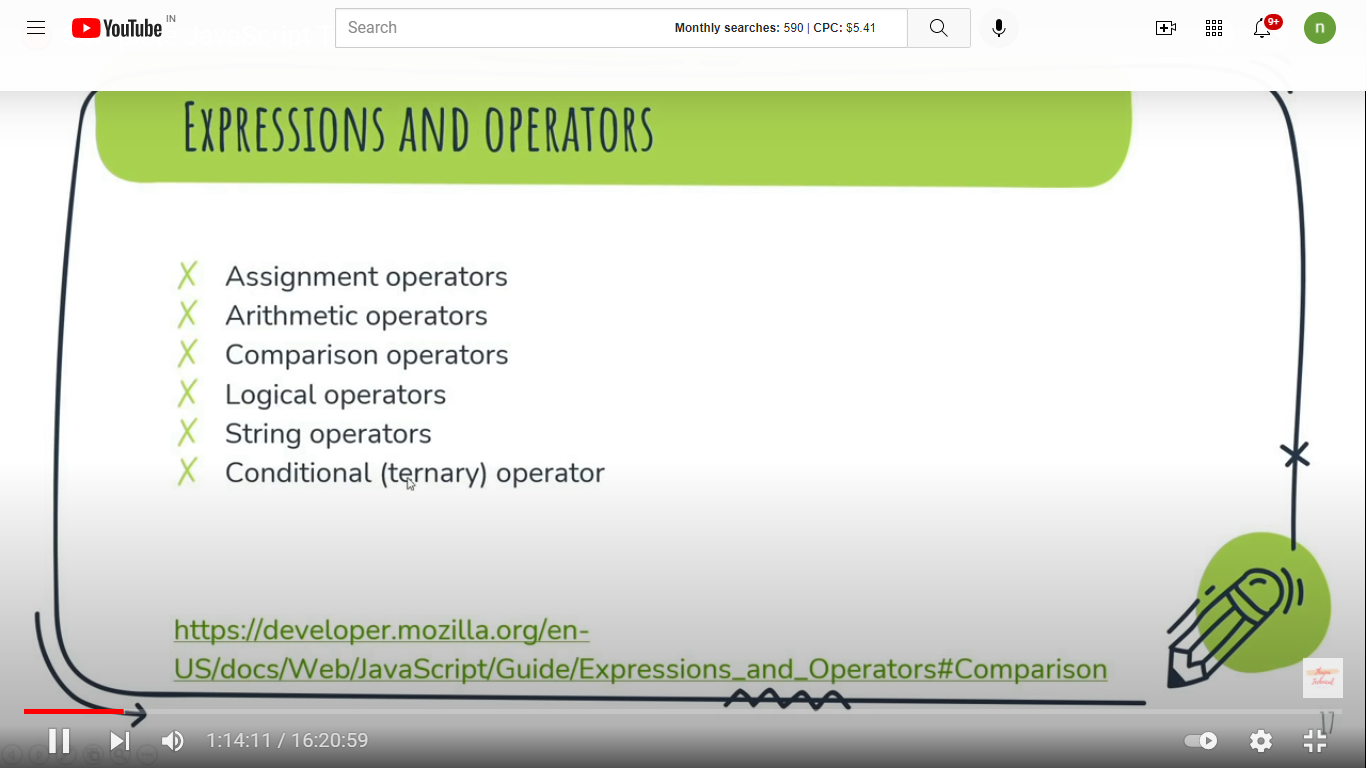 YouTube IN
Search
Monthly searches: 590 | CPC: $5.41
9+
n
EXPRESSIONS AND OPERATORS
X Assignment operators
X Arithmetic operators
X Comparison operators
X Logical operators
X String operators
X Conditional (ternary) operator
https://developer.mozilla.org/en-
US/docs/Web/JavaScript/Guide/Expressions_and_Operators#Comparison
17
1:14:11 / 16:20:59